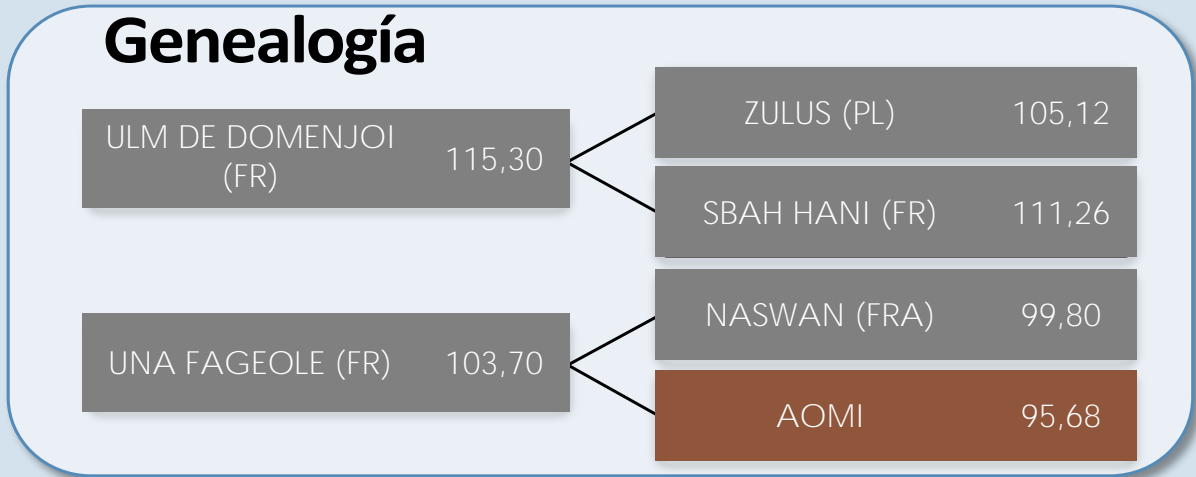 Genealogía
ULM DE DOMENJOI
(FR)
115,30
ZULUS (PL) 105,12
SBAH HANI (FR) 111,26
UNA FAGEOLE (FR) 103,70
NASWAN (FRA) 99,80
AOMI 95,68